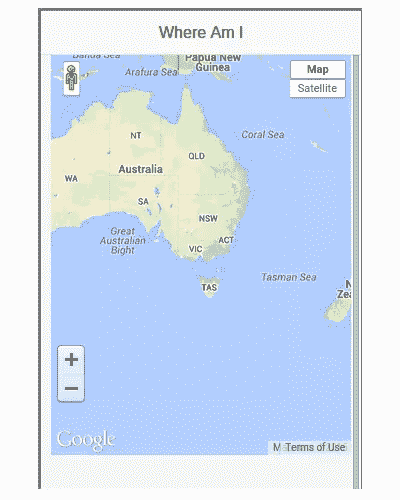 Where Am I
Banda Sea
Papua New
Guinea
Arafura Sea
Map
Satellite
Coral Sea
NT
QLD
WA
Australia
SA
NSW
Great
Australian
Bight
ACT
VIC
TAS
Tasman Sea
N
Zea
+
−
Google
M Terms of Use